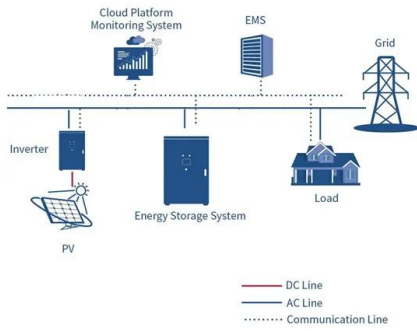 Cloud Platform
Monitoring System
EMS
Grid
Inverter
Energy Storage System
Load
PV
DC Line
AC Line
Communication Line